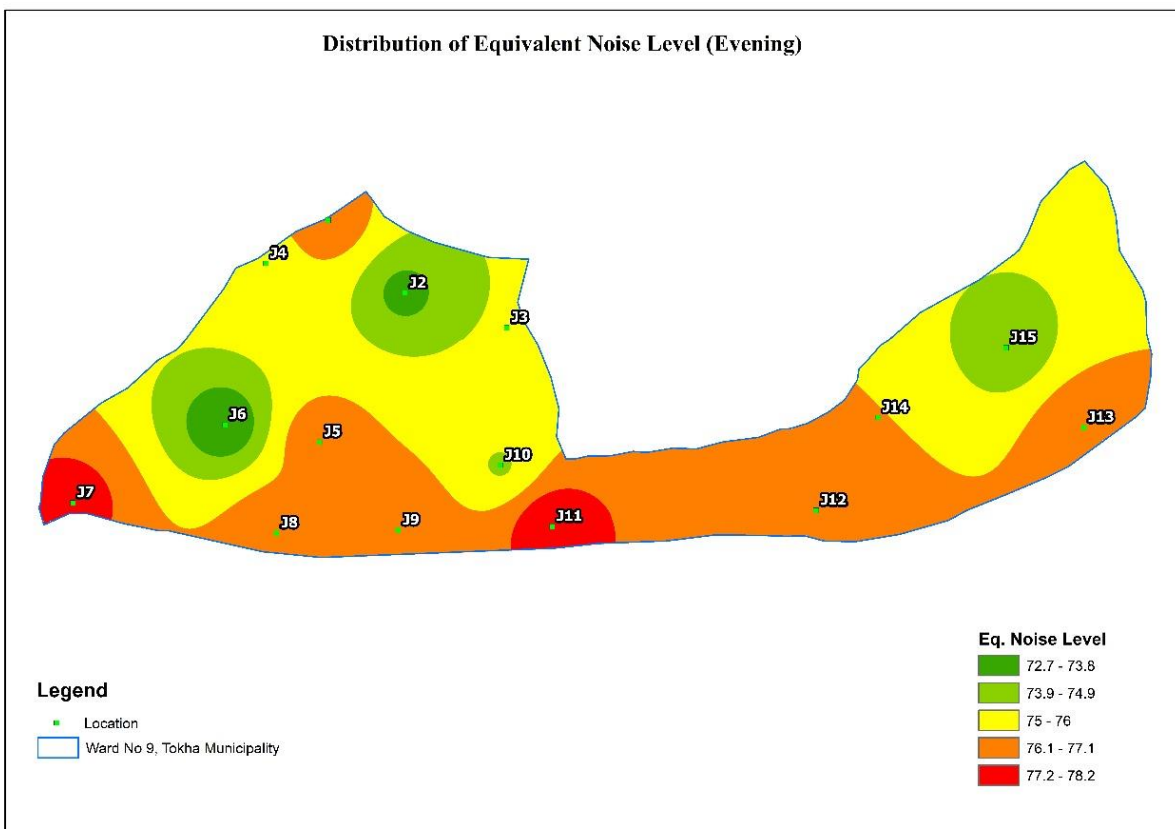 Distribution of Equivalent Noise Level (Evening)
J4
J2
J3
J15
J6
J5
J14
J13
J10
J7
J12
J8
J9
J11
Eq. Noise Level
72.7 - 73.8
73.9 - 74.9
75 - 76
76.1 - 77.1
77.2 - 78.2
Legend
Location
Ward No 9, Tokha Municipality